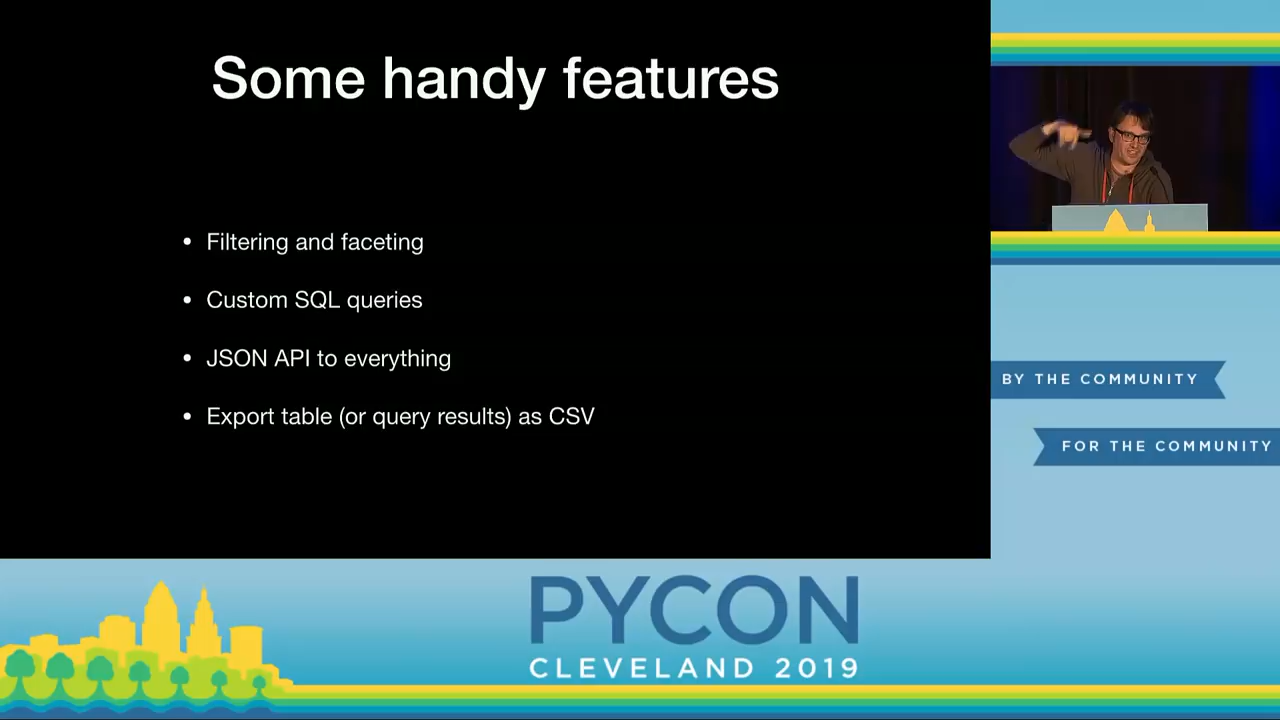 Some handy features
• Filtering and faceting
• Custom SQL queries
• JSON API to everything
• Export table (or query results) as CSV
BY THE COMMUNITY
FOR THE COMMUNITY
PYCON
CLEVELAND 2019